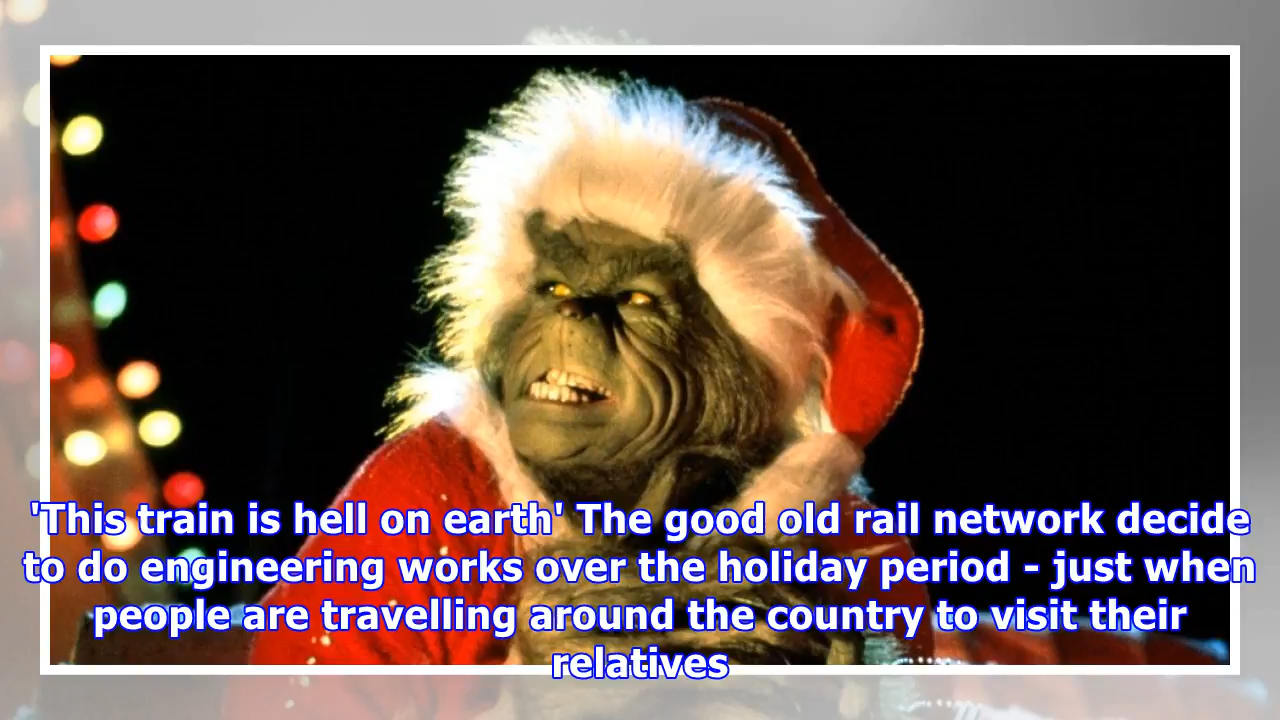 'This train is hell on earth' The good old rail network decide
to do engineering works over the holiday period - just when
people are travelling around the country to visit their
relatives